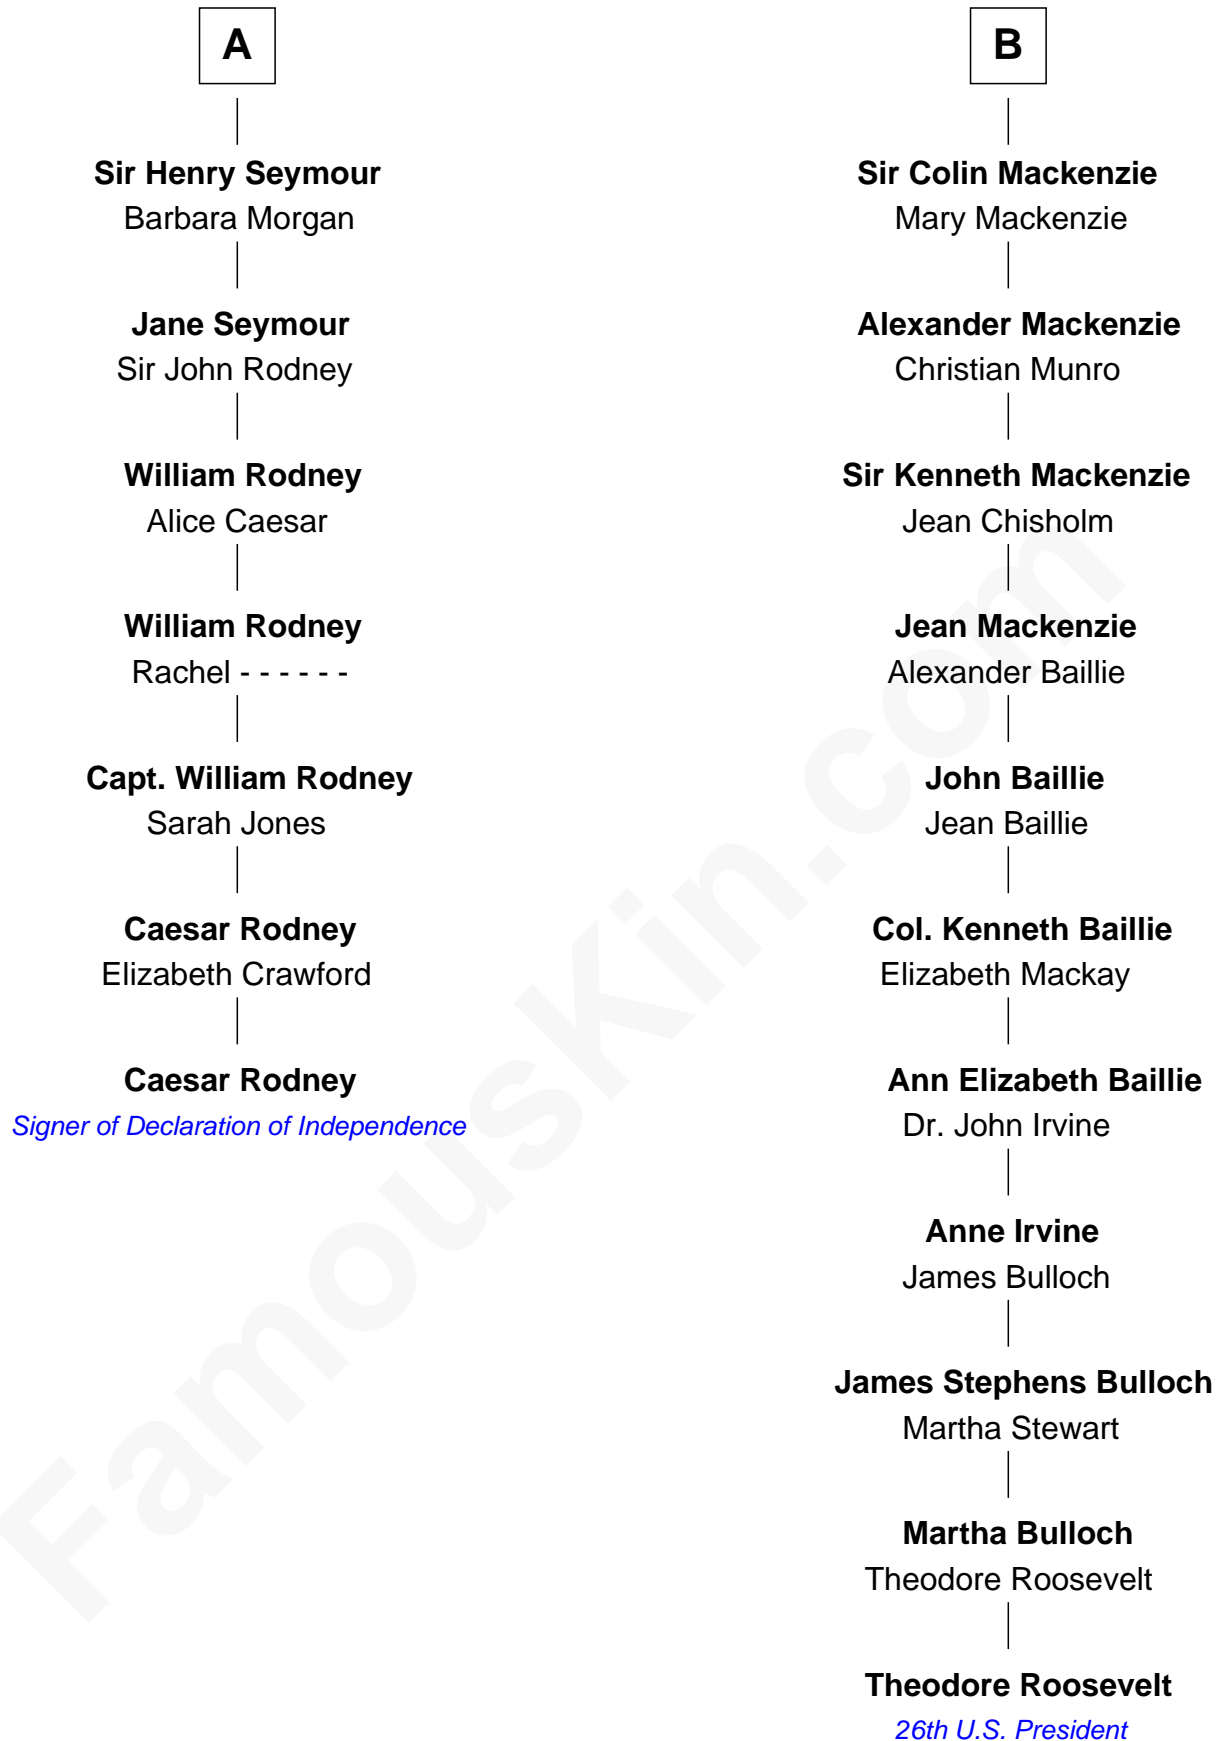 A
Sir Henry Seymour
Barbara Morgan
Jane Seymour
Sir John Rodney
William Rodney
Alice Caesar
William Rodney
Rachel - - - - - -
Capt. William Rodney
Sarah Jones
Caesar Rodney
Elizabeth Crawford
Caesar Rodney
Signer of Declaration of Independence
B
Sir Colin Mackenzie
Mary Mackenzie
Alexander Mackenzie
Christian Munro
Sir Kenneth Mackenzie
Jean Chisholm
Jean Mackenzie
Alexander Baillie
John Baillie
Jean Baillie
Col. Kenneth Baillie
Elizabeth Mackay
Ann Elizabeth Baillie
Dr. John Irvine
Anne Irvine
James Bulloch
James Stephens Bulloch
Martha Stewart
Martha Bulloch
Theodore Roosevelt
Theodore Roosevelt
26th U.S. President
FamousKin.com